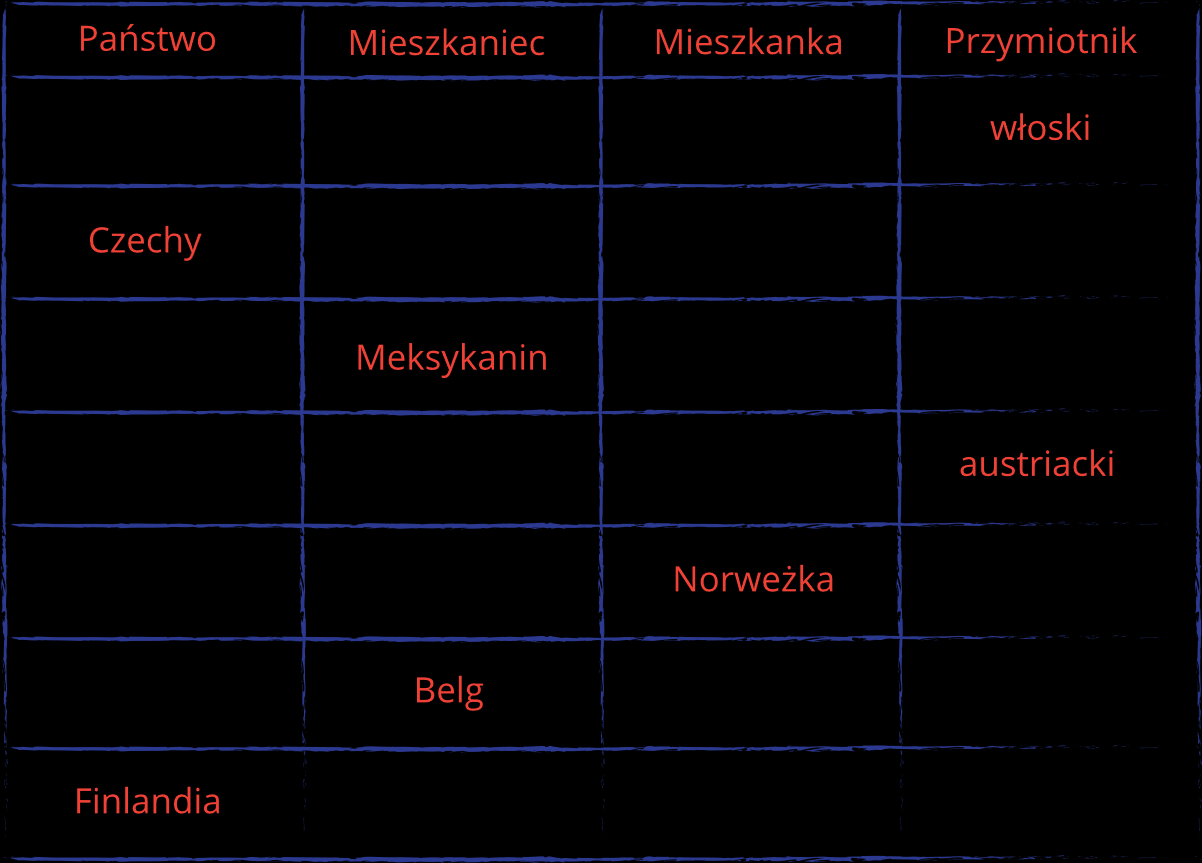 Państwo Mieszkaniec Mieszkanka Przymiotnik
włoski
Czechy
Meksykanin
austriacki
Norweżka
Belg
Finlandia